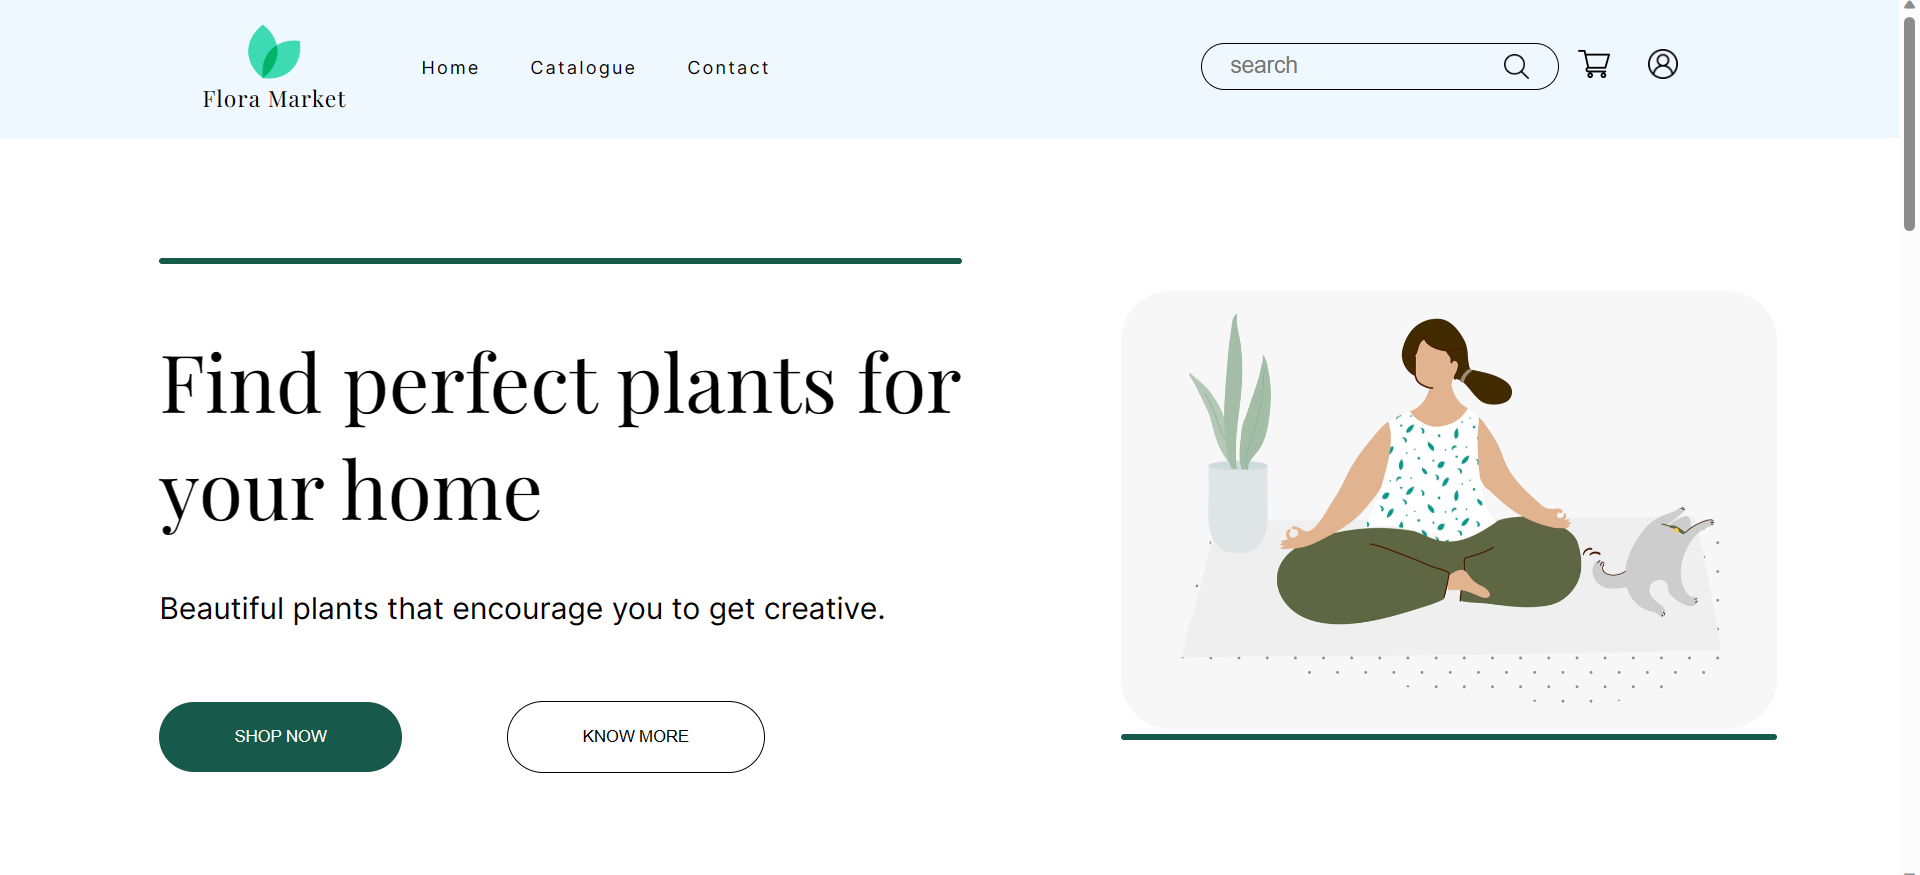 Flora Market
Home
Catalogue
Contact
search
Find perfect plants for
your home
Beautiful plants that encourage you to get creative.
SHOP NOW
KNOW MORE